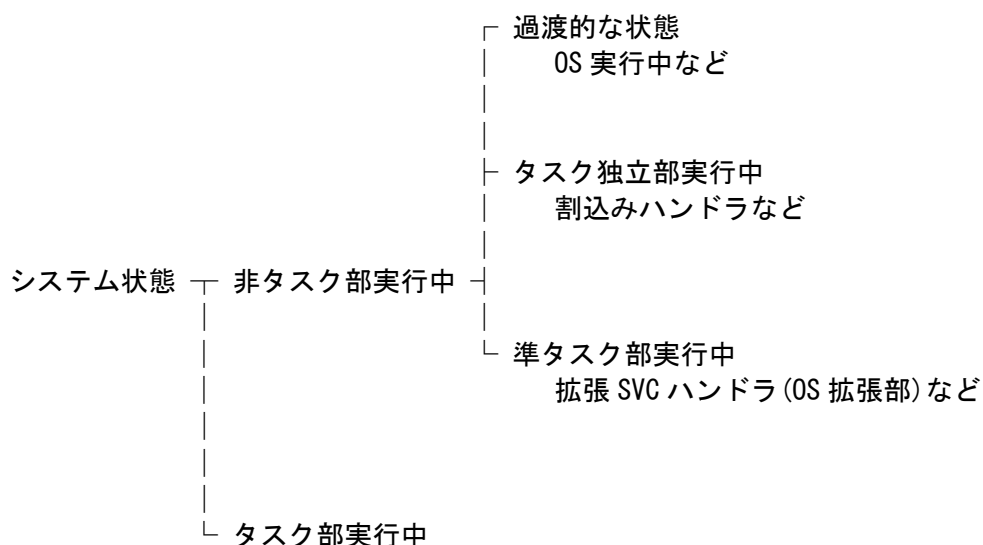 過渡的な状態
OS 実行中など
タスク独立部実行中
割込みハンドラなど
システム状態
非タスク部実行中
準タスク部実行中
拡張 SVC ハンドラ(OS 拡張部)など
タスク部実行中